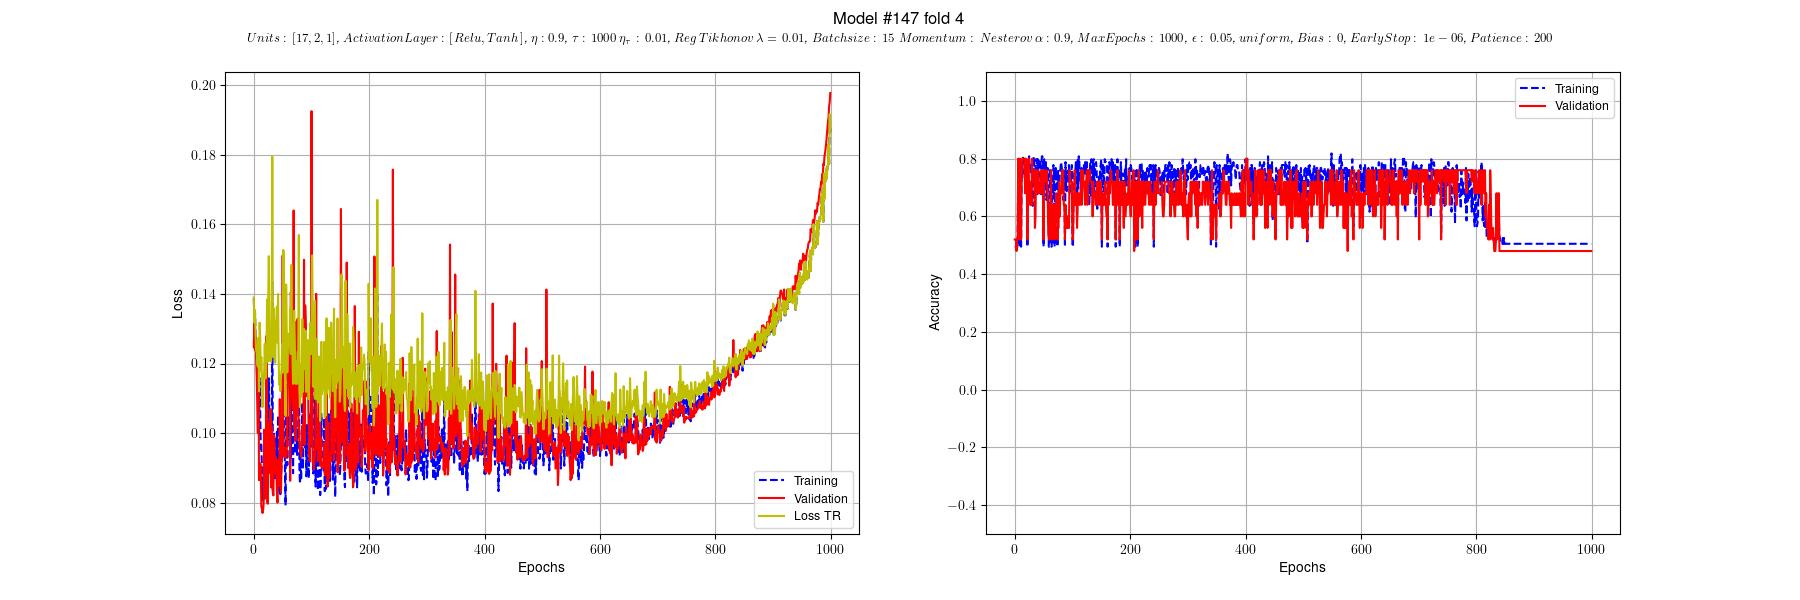 Model #147 fold 4
Units : [17, 2, 1], ActivationLayer : [Relu, Tanh], η : 0.9, τ : 1000 η_τ : 0.01, Reg Tikhonov λ = 0.01, Batchsize : 15 Momentum : Nesterov α : 0.9, MaxEpochs : 1000, ϵ : 0.05, uniform, Bias : 0, EarlyStop : 1e − 06, Patience : 200
0.20
0.18
0.16
0.14
0.12
0.10
0.08
Loss
0 200 400 600 800 1000
Epochs
Training
Validation
Loss TR
1.0
0.8
0.6
0.4
0.2
0.0
−0.2
−0.4
Accuracy
0 200 400 600 800 1000
Epochs
Training
Validation